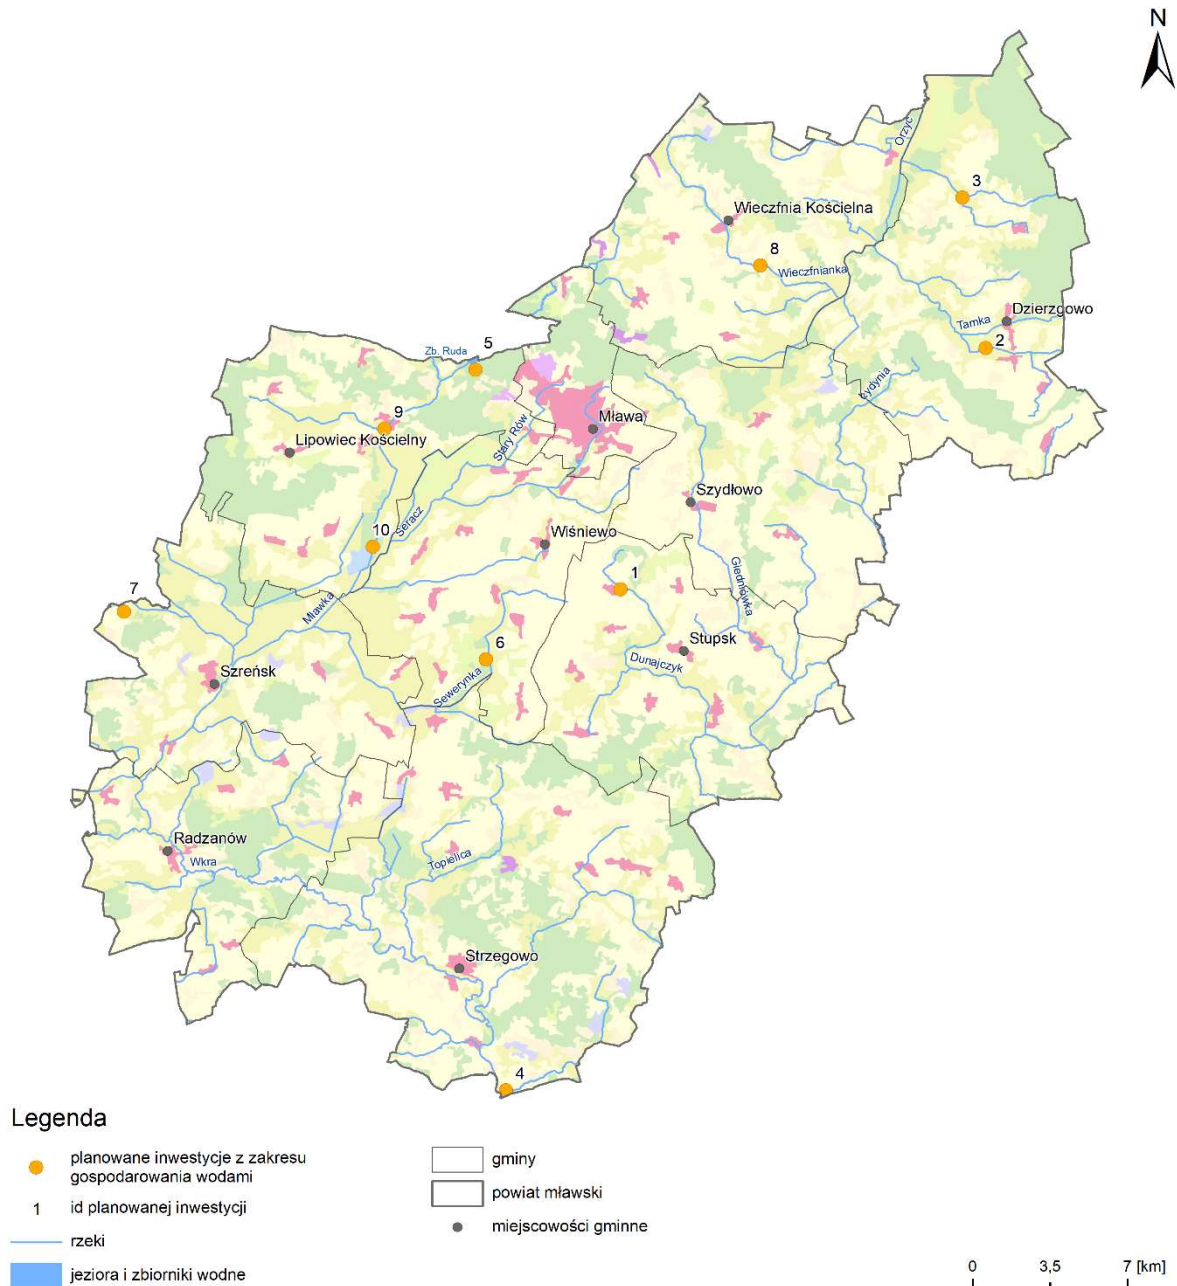 N
Orzyc
3
Wieczfnia Kościelna
8
Wieczfnianka
Dzierzgowo
Tamka
2
Zb. Ruda
5
Łydynia
9
Mława
Stary Rów
Lipowiec Kościelny
Szydłowo
10
Seracz
Wiśniewo
Giedniówka
1
7
Mławka
6
Stupsk
Dunajczyk
Szreńsk
Sewerynka
Radzanów
Wkra
Topielica
Strzegowo
4
Legenda
planowane inwestycje z zakresu
gospodarowania wodami
1 id planowanej inwestycji
rzeki
jeziora i zbiorniki wodne
gminy
powiat mławski
miejscowości gminne
0 3,5 7 [km]